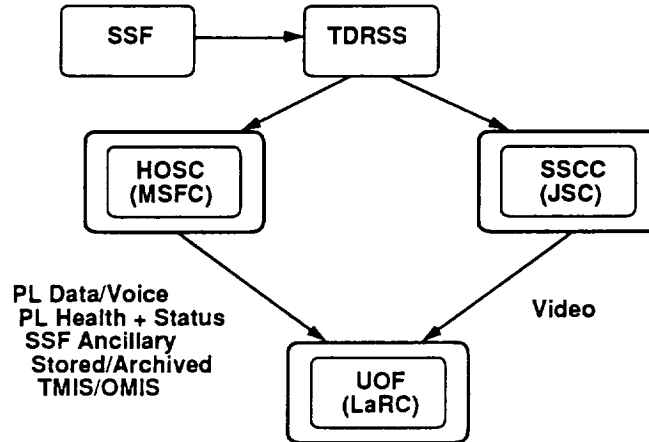 SSF
TDRSS
HOSC
(MSFC)
SSCC
(JSC)
PL Data/Voice
PL Health + Status
SSF Ancillary
Stored/Archived
TMIS/OMIS
Video
UOF
(LaRC)